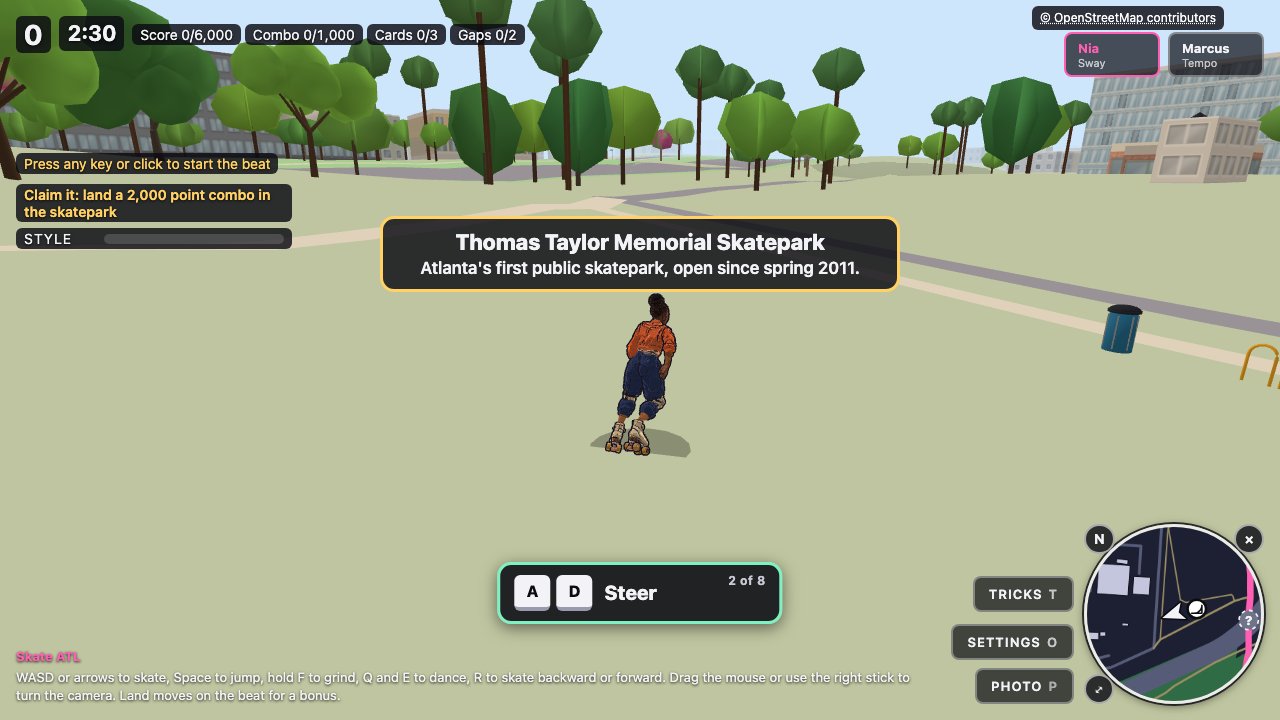 © OpenStreetMap contributors
0
2:30
Score 0/6,000
Combo 0/1,000
Cards 0/3
Gaps 0/2
Nia
Sway
Marcus
Tempo
Press any key or click to start the beat
Claim it: land a 2,000 point combo in
the skatepark
STYLE
Thomas Taylor Memorial Skatepark
Atlanta's first public skatepark, open since spring 2011.
A
D
Steer
2 of 8
TRICKS T
SETTINGS O
PHOTO P
N
?
Skate ATL
WASD or arrows to skate, Space to jump, hold F to grind, Q and E to dance, R to skate backward or forward. Drag the mouse or use the right stick to
turn the camera. Land moves on the beat for a bonus.